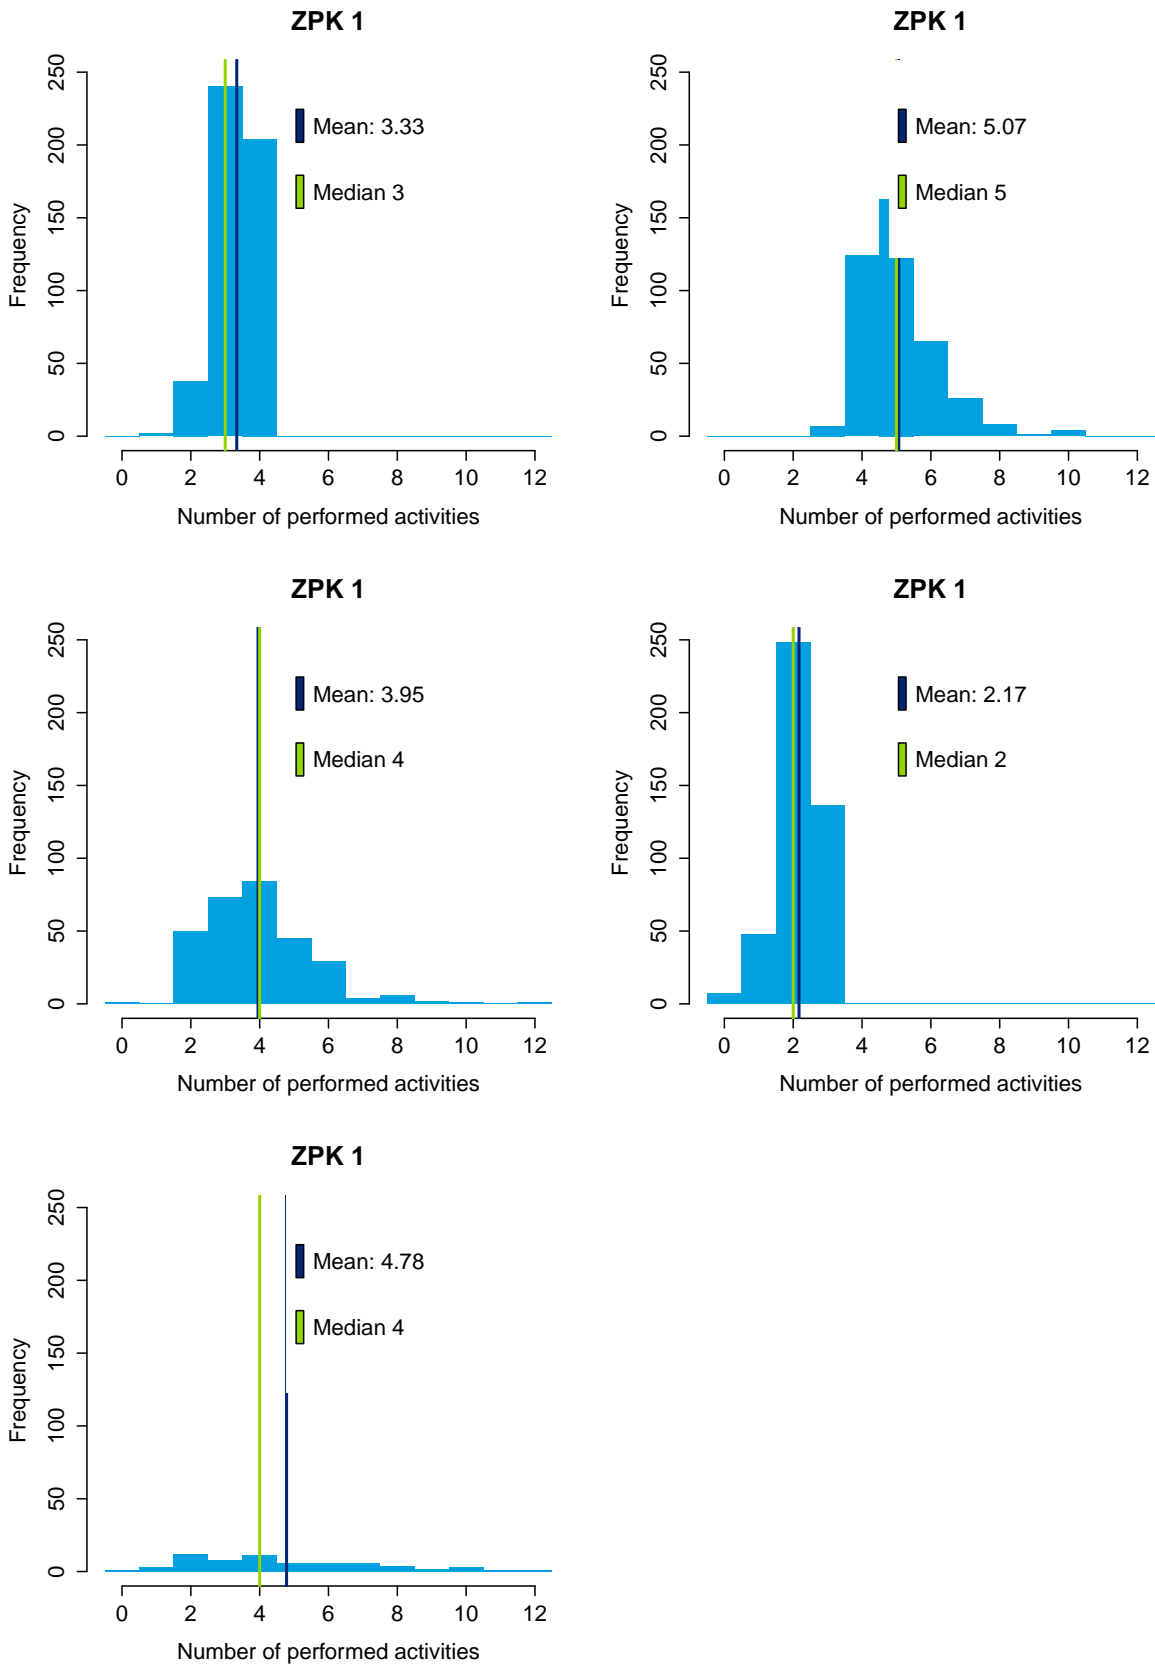 ZPK 1
250
200
150
100
50
0
Frequency
Mean: 3.33
Median 3
0 2 4 6 8 10 12
Number of performed activities
ZPK 1
250
200
150
100
50
0
Frequency
Mean: 5.07
Median 5
0 2 4 6 8 10 12
Number of performed activities
ZPK 1
250
200
150
100
50
0
Frequency
Mean: 3.95
Median 4
0 2 4 6 8 10 12
Number of performed activities
ZPK 1
250
200
150
100
50
0
Frequency
Mean: 2.17
Median 2
0 2 4 6 8 10 12
Number of performed activities
ZPK 1
250
200
150
100
50
0
Frequency
Mean: 4.78
Median 4
0 2 4 6 8 10 12
Number of performed activities